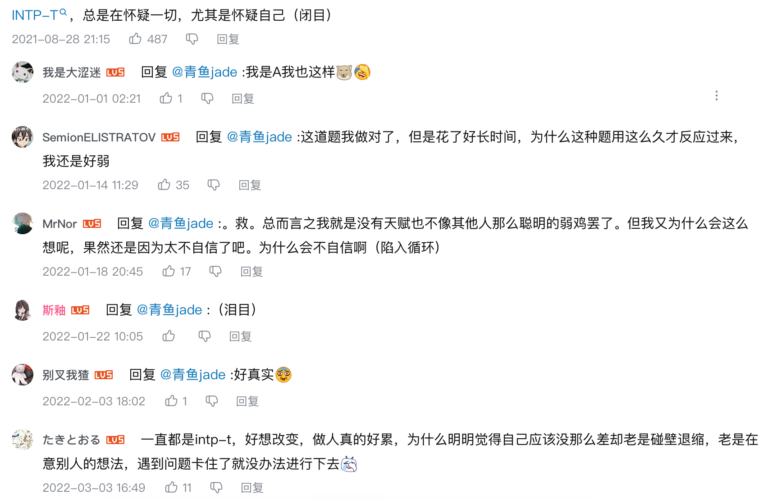 INTP-T，总是在怀疑一切，尤其是怀疑自己（闭目）
2021-08-28 21:15 487 回复
我是大涩迷 LV5 回复 @青鱼jade :我是A我也这样
2022-01-01 02:21 1 回复
SemionELISTRATOV LV5 回复 @青鱼jade :这道题我做对了，但是花了好长时间，为什么这种题用这么久才反应过来，
我还是好弱
2022-01-14 11:29 35 回复
MrNor LV5 回复 @青鱼jade :。救。总而言之我就是没有天赋也不像其他人那么聪明的弱鸡罢了。但我又为什么会这么
想呢，果然还是因为太不自信了吧。为什么会不自信啊（陷入循环）
2022-01-18 20:45 17 回复
斯釉 LV5 回复 @青鱼jade :（泪目）
2022-01-22 10:05 回复
别叉我猹 LV5 回复 @青鱼jade :好真实
2022-02-03 18:02 1 回复
たきとおる LV5 一直都是intp-t，好想改变，做人真的好累，为什么明明觉得自己应该没那么差却老是碰壁退缩，老是在
意别人的想法，遇到问题卡住了就没办法进行下去
2022-03-03 16:49 11 回复